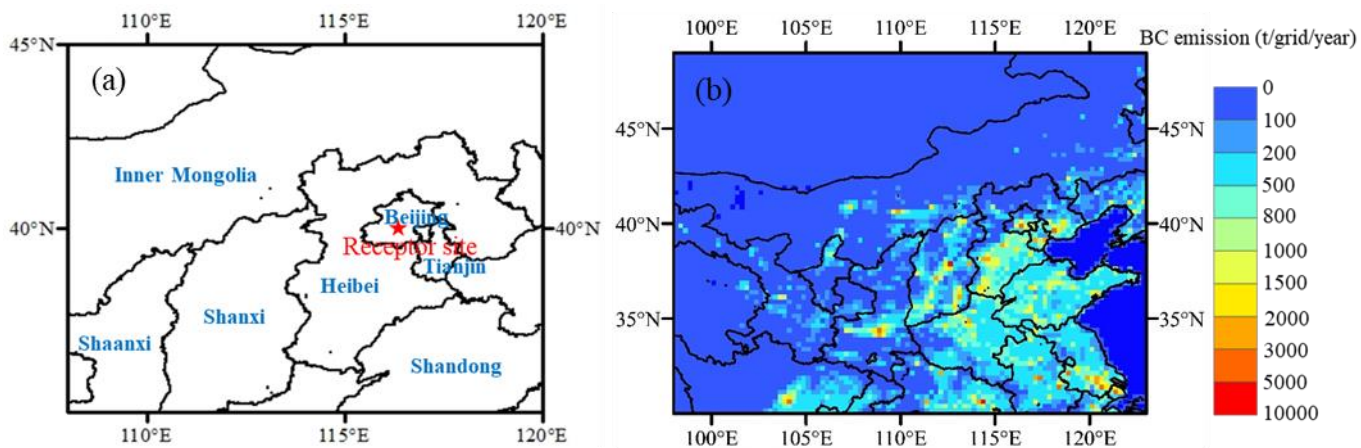 110°E 115°E 120°E
45°N
(a)
Inner Mongolia
40°N
Beijing
40°N
Receptor site
Tianjin
Heibei
Shanxi
Shaanxi
Shandong
110°E 115°E 120°E
100°E 105°E 110°E 115°E 120°E
BC emission (t/grid/year)
(b)
45°N 45°N
40°N 40°N
35°N 35°N
100°E 105°E 110°E 115°E 120°E
0
100
200
500
800
1000
1500
2000
3000
5000
10000